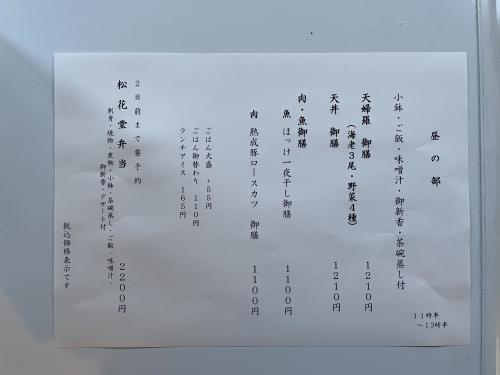 昼の部
11時半
～13時半
小鉢・ご飯・味噌汁・御新香・茶碗蒸し付
天婦羅 御膳 1210円
(海老3尾・野菜4種)
天丼 御膳 1210円
肉・魚御膳
魚 ほっけ一夜干し御膳 1100円
肉 熟成豚ロースカツ 御膳 1100円
ごはん大盛 +55円
ごはん御替わり 110円
ランチアイス 165円
2日前まで要予約
松花堂弁当 2200円
刺身・焼物・煮物・小鉢・茶碗蒸し・ご飯・味噌汁・
御新香・デザート付
税込価格表示です